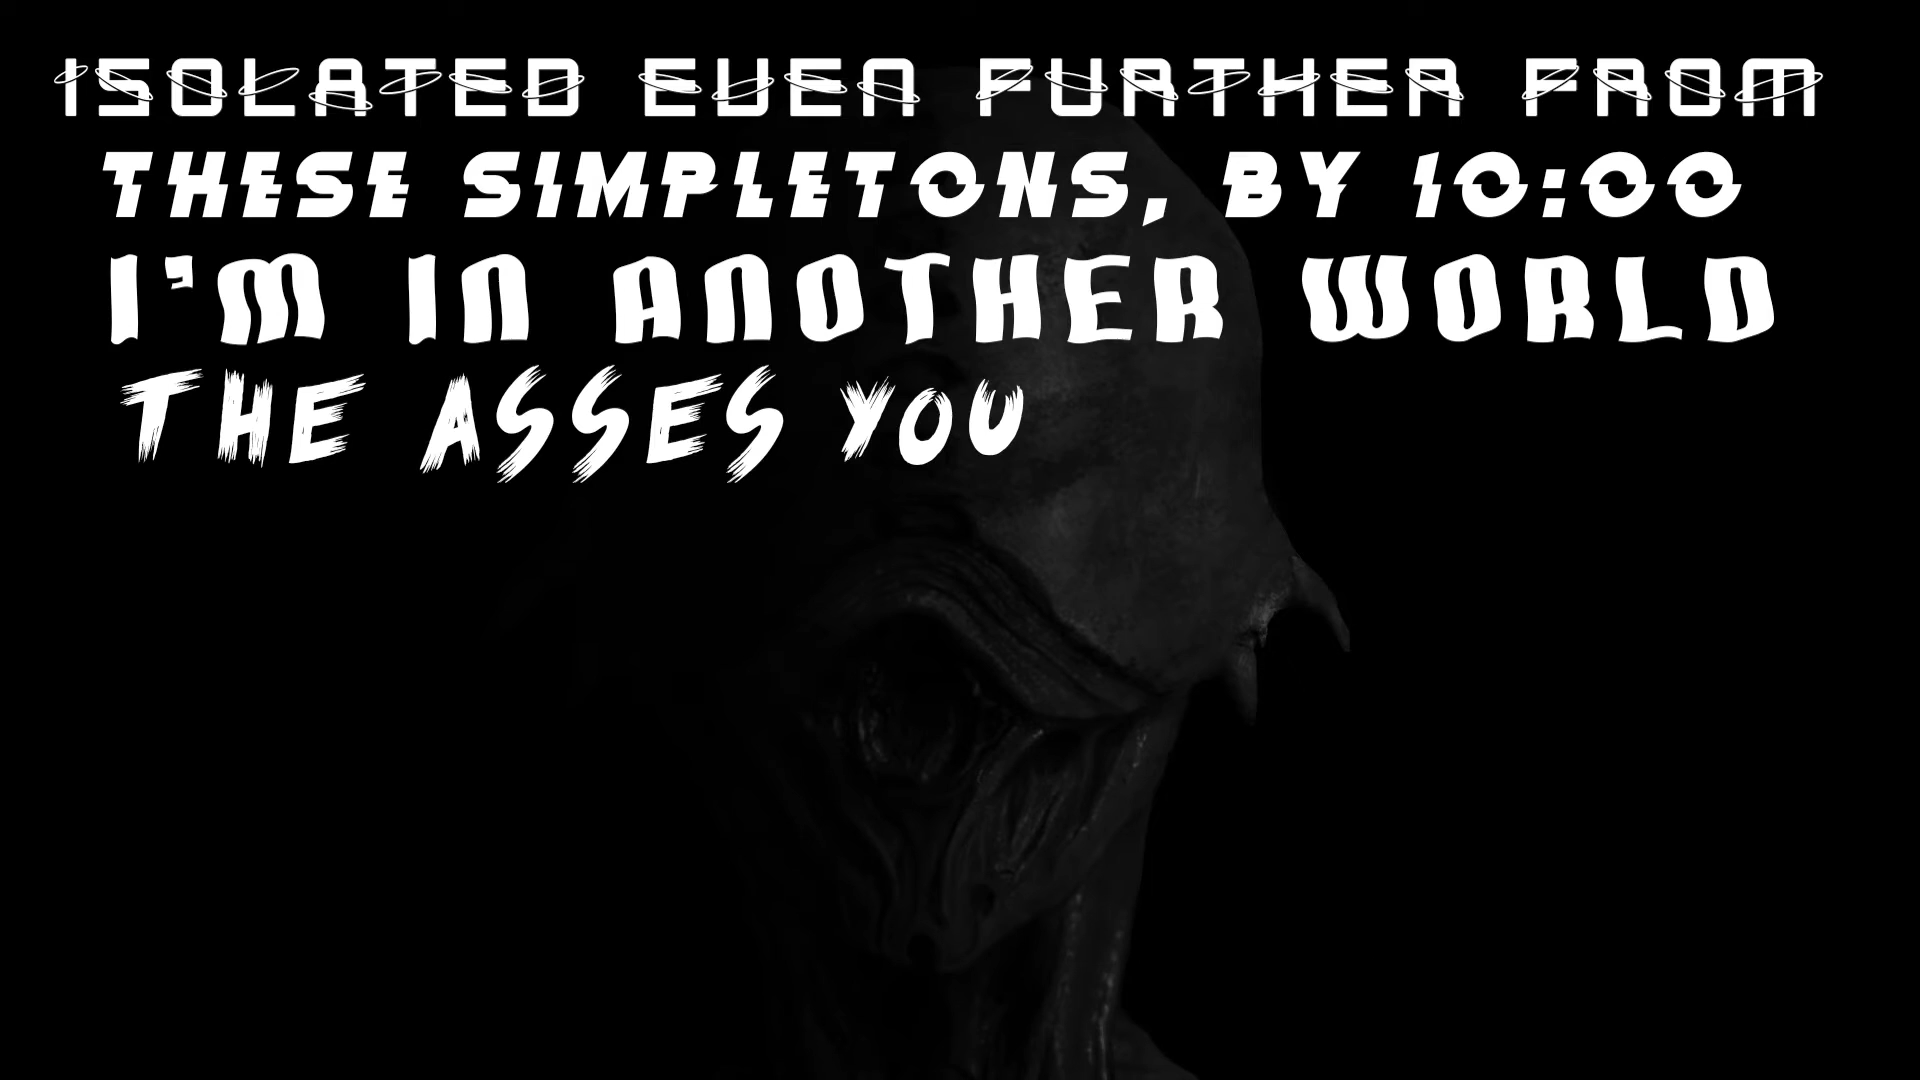 ISOLATED EVEN FURTHER FROM
THESE SIMPLETONS, BY 10:00
I'M IN ANOTHER WORLD
THE ASSES YOU